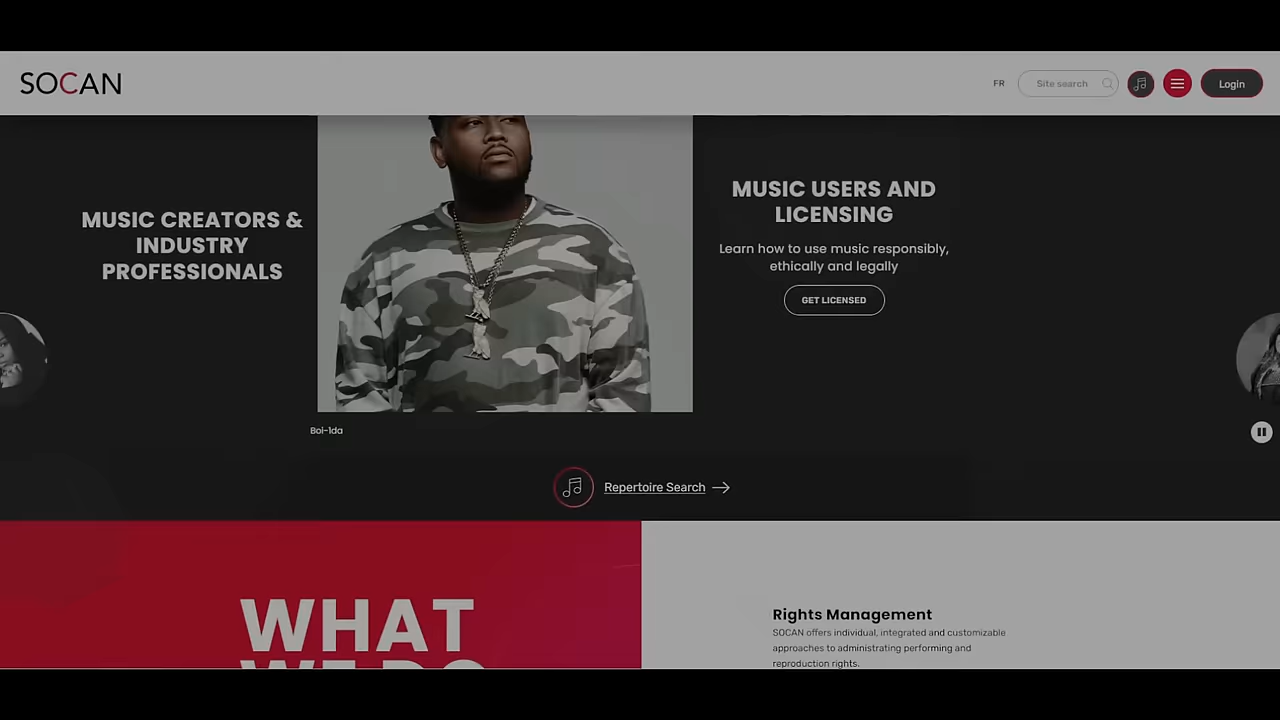 SOCAN
FR
Site search
Login
MUSIC CREATORS &
INDUSTRY
PROFESSIONALS
MUSIC USERS AND
LICENSING
Learn how to use music responsibly,
ethically and legally
GET LICENSED
Boi-1da
Repertoire Search
WHAT
WE DO
Rights Management
SOCAN offers individual, integrated and customizable
approaches to administrating performing and
reproduction rights.